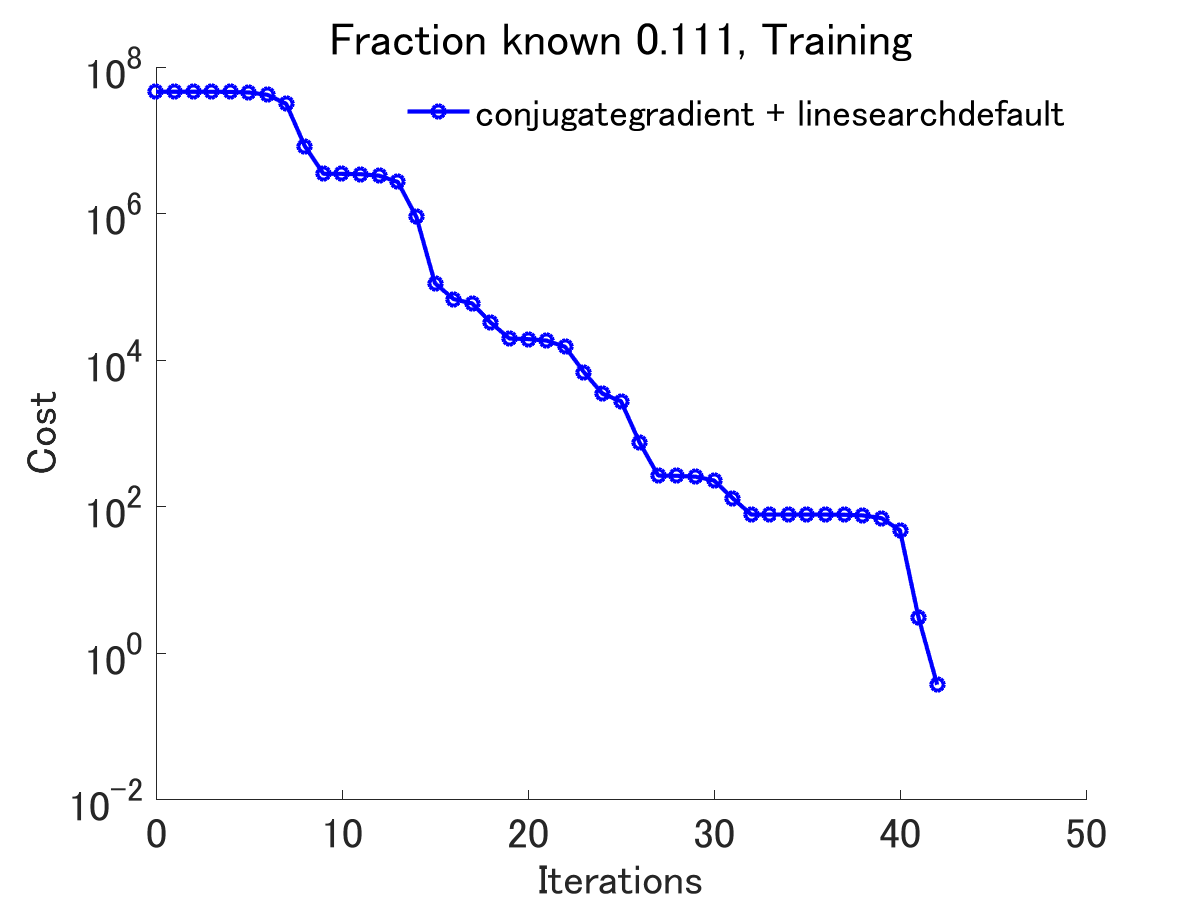 Fraction known 0.111, Training
conjugategradient + linesearchdefault
10^8
10^6
10^4
10^2
10^0
10^-2
Cost
0 10 20 30 40 50
Iterations